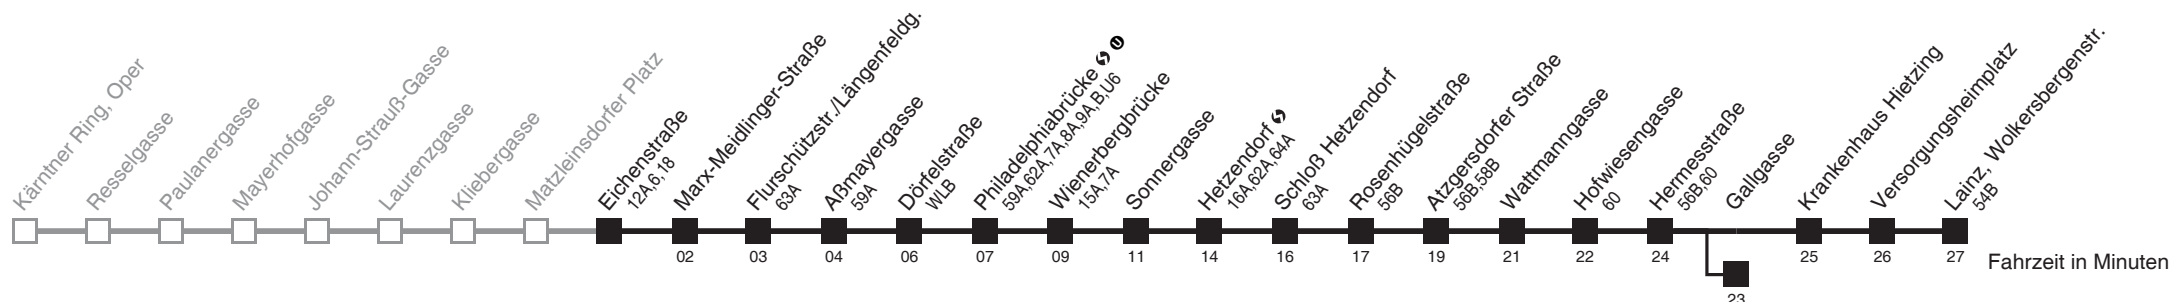 Kärntner Ring, Oper
Resselgasse
Paulanergasse
Mayerhofgasse
Johann-Strauß-Gasse
Laurenzgasse
Kliebergasse
Matzleinsdorfer Platz
Eichenstraße
12A,6,18
Marx-Meidlinger-Straße
02
Flurschützstr./Längenfeldg.
63A
03
Aßmayergasse
59A
04
Dörfelstraße
WLB
06
Philadelphiabrücke S U
59A,62A,7A,8A,9A,B,U6
07
Wienerbergbrücke
15A,7A
09
Sonnergasse
11
Hetzendorf S
16A,62A,64A
14
Schloß Hetzendorf
63A
16
Rosenhügelstraße
56B
17
Atzgersdorfer Straße
56B,58B
19
Wattmanngasse
21
Hofwiesengasse
60
22
Hermesstraße
56B,60
24
Gallgasse
23
Krankenhaus Hietzing
25
Versorgungsheimplatz
26
Lainz, Wolkersbergenstr.
54B
27
Fahrzeit in Minuten